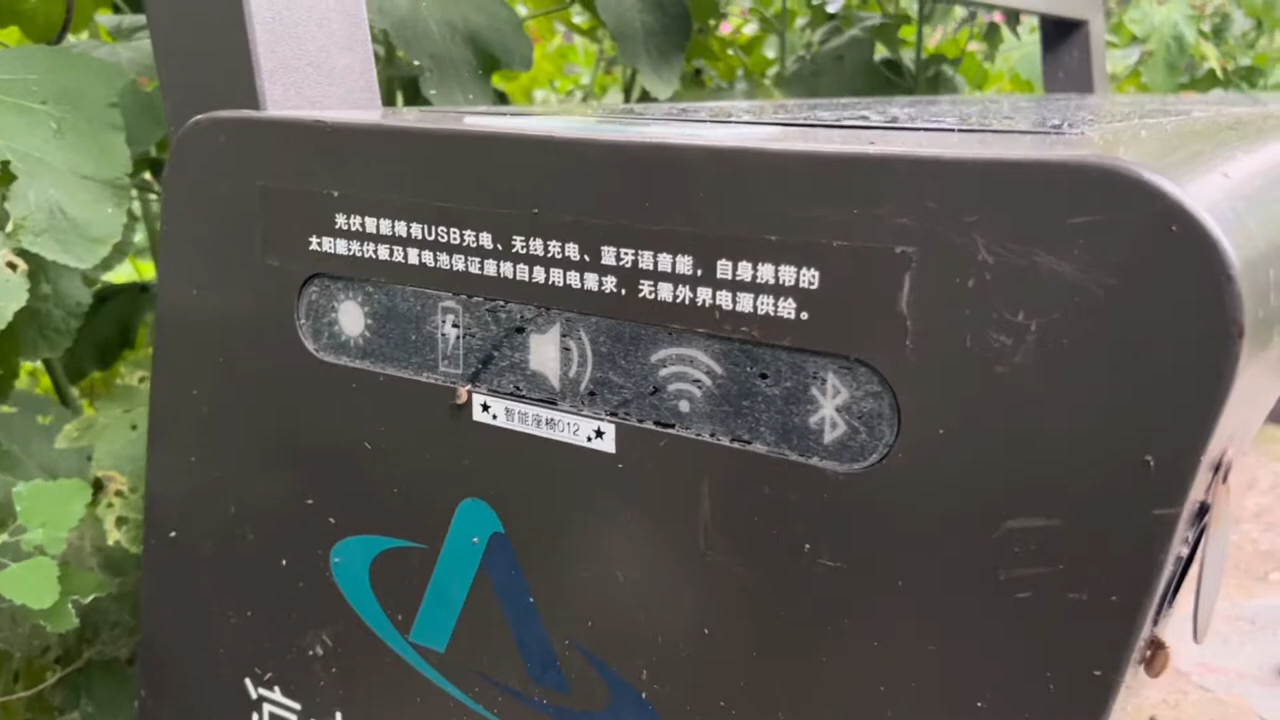 光伏智能椅有USB充电、无线充电、蓝牙语音能，自身携带的
太阳能光伏板及蓄电池保证座椅自身用电需求，无需外界电源供给。
智能座椅012